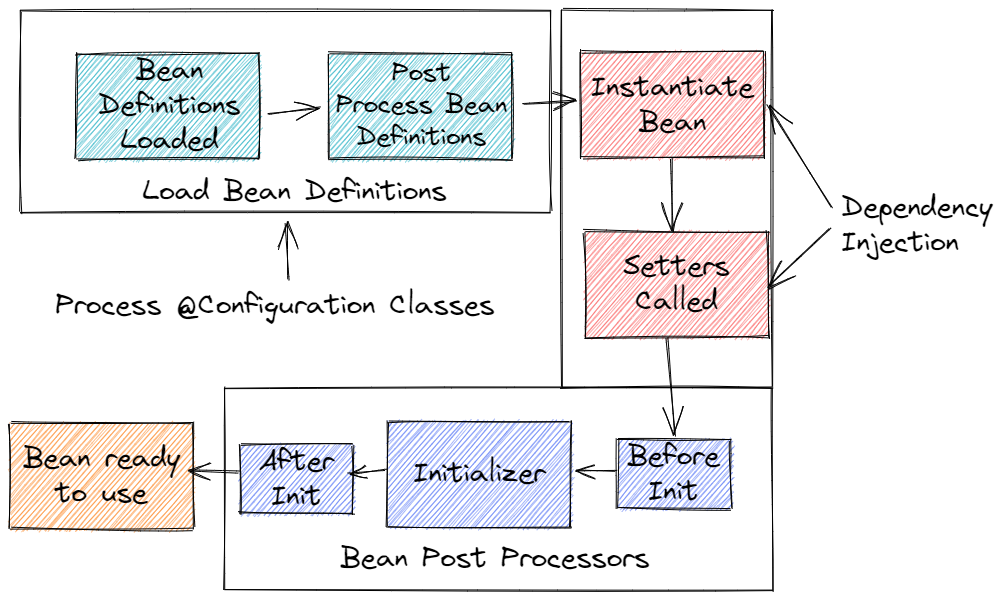 Bean
Definitions
Loaded
Post
Process Bean
Definitions
Load Bean Definitions
Process @Configuration Classes
Instantiate
Bean
Setters
Called
Dependency
Injection
Before
Init
Initializer
After
Init
Bean ready
to use
Bean Post Processors